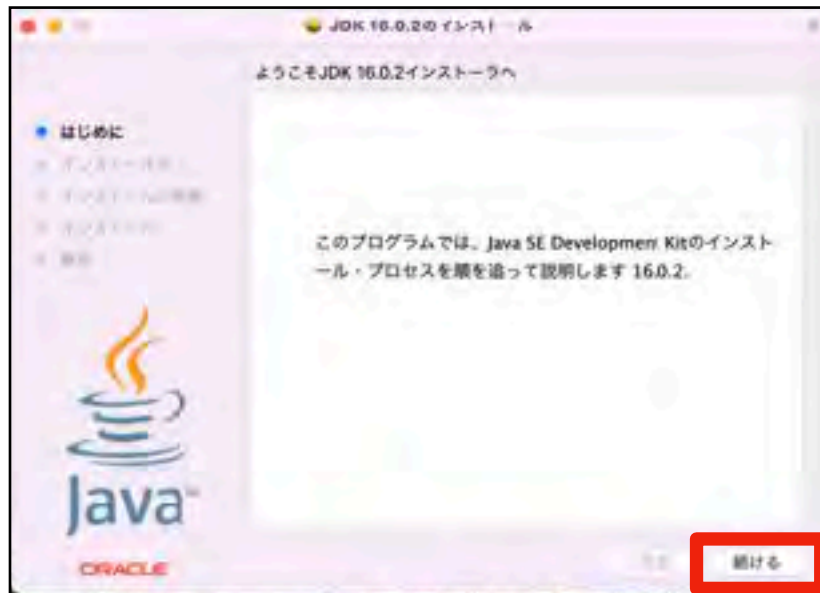 JDK 16.0.2のインストール
ようこそJDK 16.0.2インストーラへ
はじめに
このプログラムでは、Java SE Development Kitのインスト
ール・プロセスを順を追って説明します 16.0.2.
Java
ORACLE
続ける